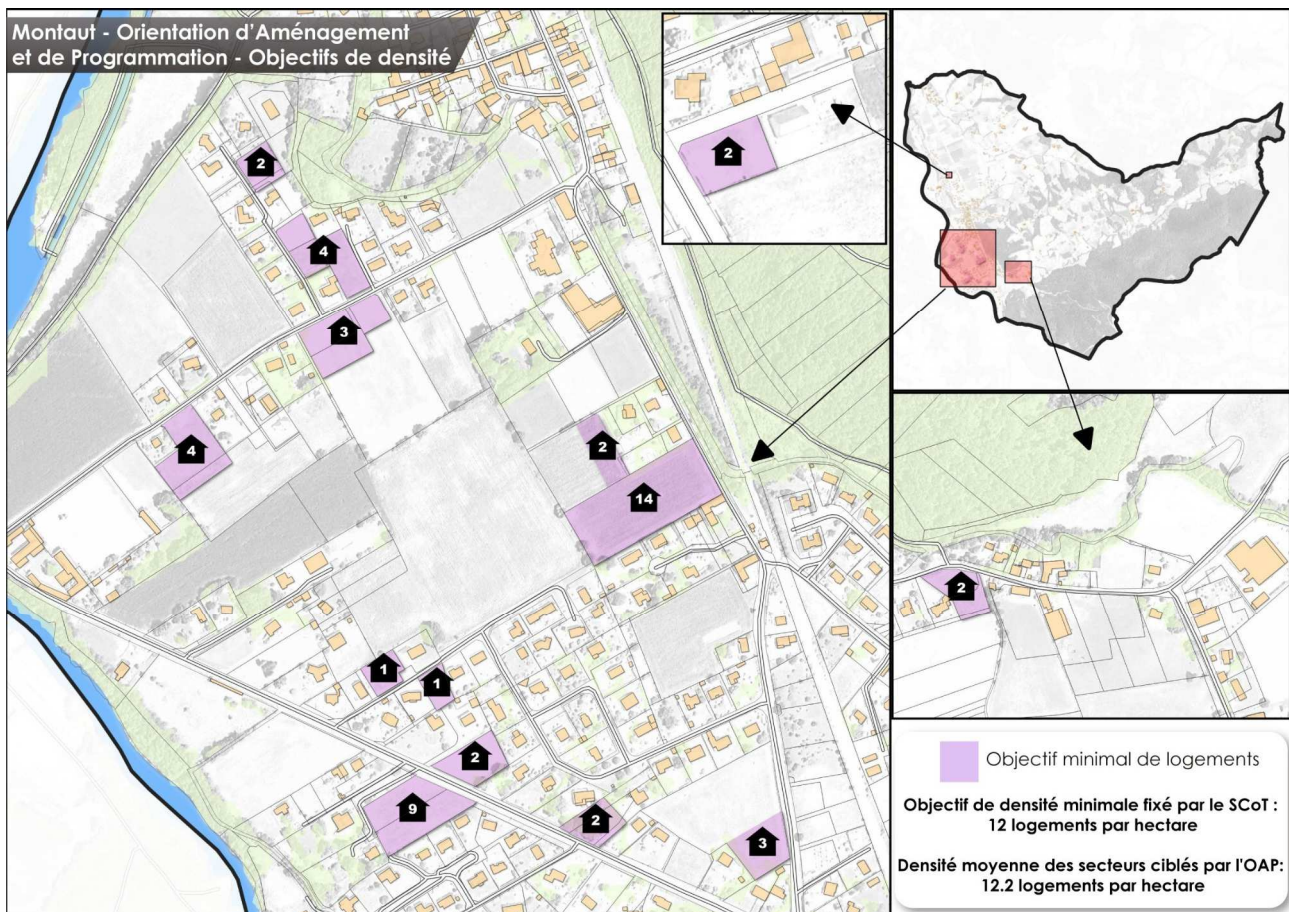 Montaut - Orientation d'Aménagement
et de Programmation - Objectifs de densité
2
2
4
3
4
2
14
2
1
1
2
9
2
3
Objectif minimal de logements
Objectif de densité minimale fixé par le SCoT :
12 logements par hectare
Densité moyenne des secteurs ciblés par l'OAP:
12.2 logements par hectare